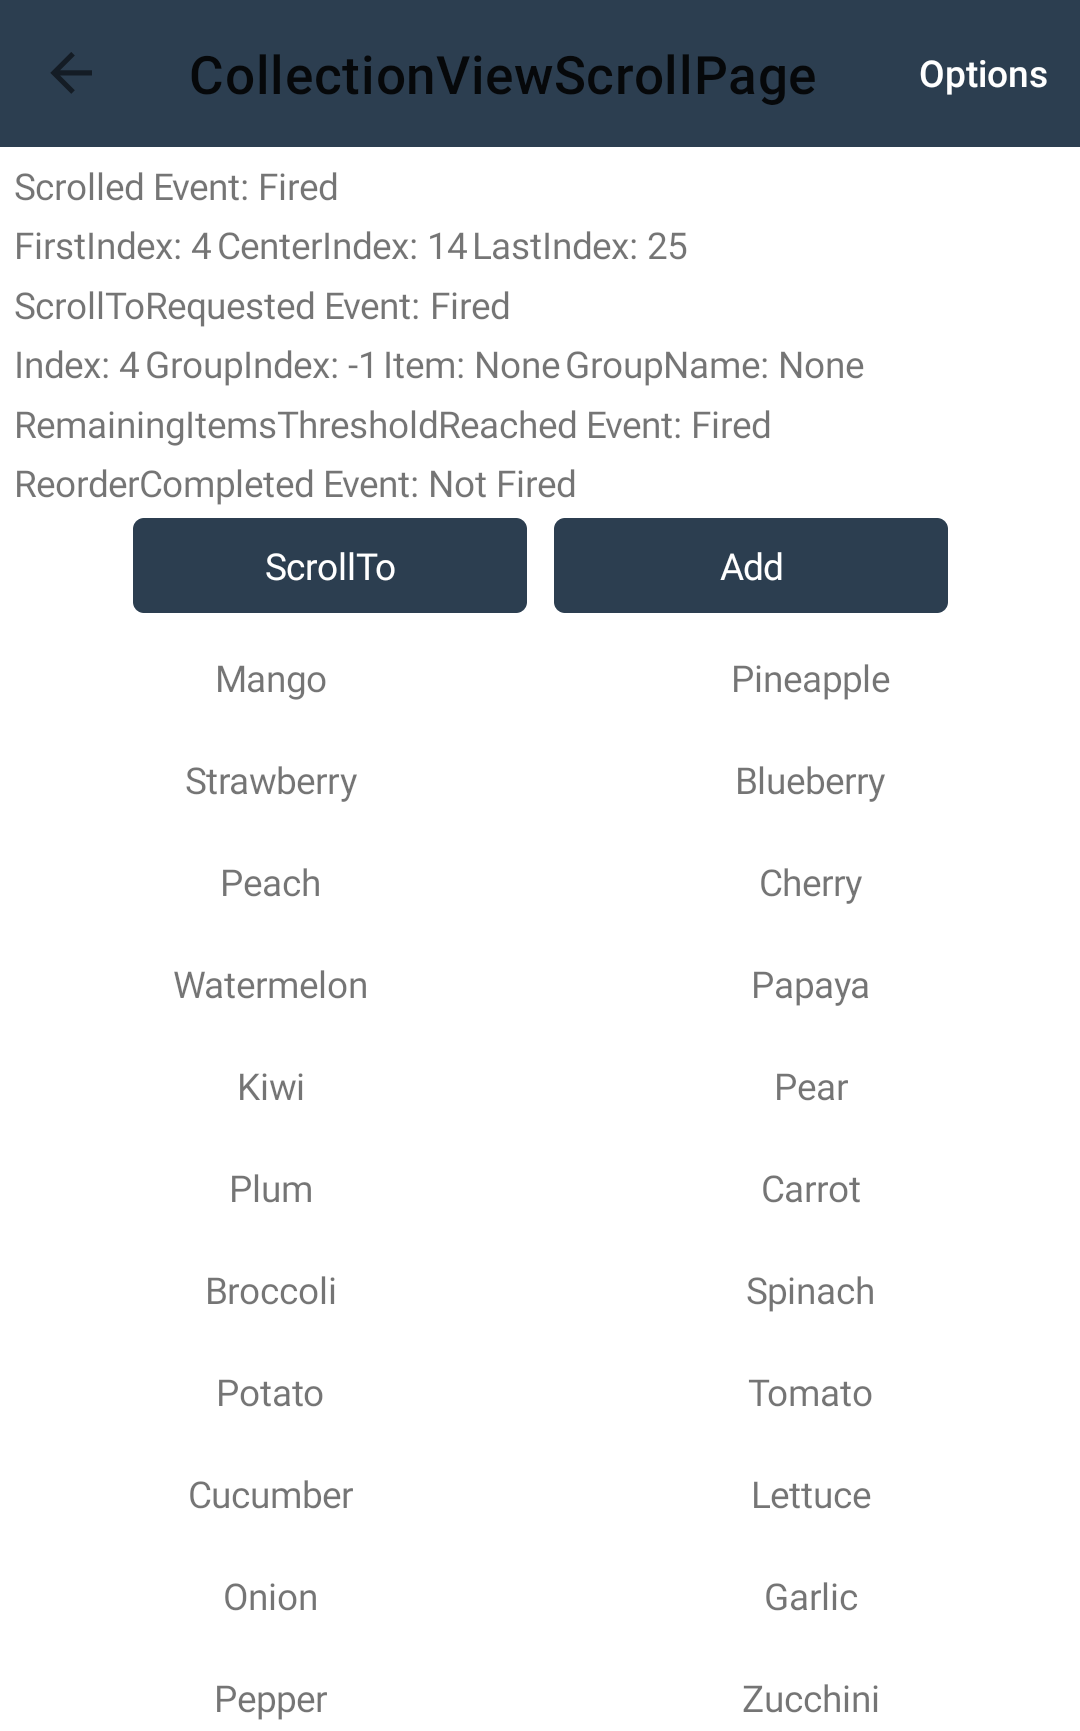 CollectionViewScrollPage Options
Scrolled Event: Fired
FirstIndex: 4 CenterIndex: 14 LastIndex: 25
ScrollToRequested Event: Fired
Index: 4 GroupIndex: -1 Item: None GroupName: None
RemainingItemsThresholdReached Event: Fired
ReorderCompleted Event: Not Fired
ScrollTo Add
Mango Pineapple
Strawberry Blueberry
Peach Cherry
Watermelon Papaya
Kiwi Pear
Plum Carrot
Broccoli Spinach
Potato Tomato
Cucumber Lettuce
Onion Garlic
Pepper Zucchini